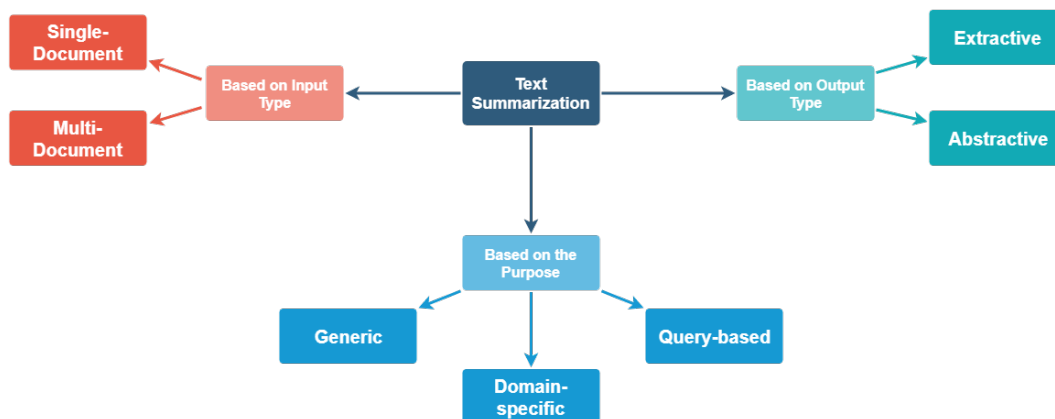 Single-
Document
Multi-
Document
Based on Input
Type
Text
Summarization
Based on Output
Type
Extractive
Abstractive
Based on the
Purpose
Generic
Domain-
specific
Query-based